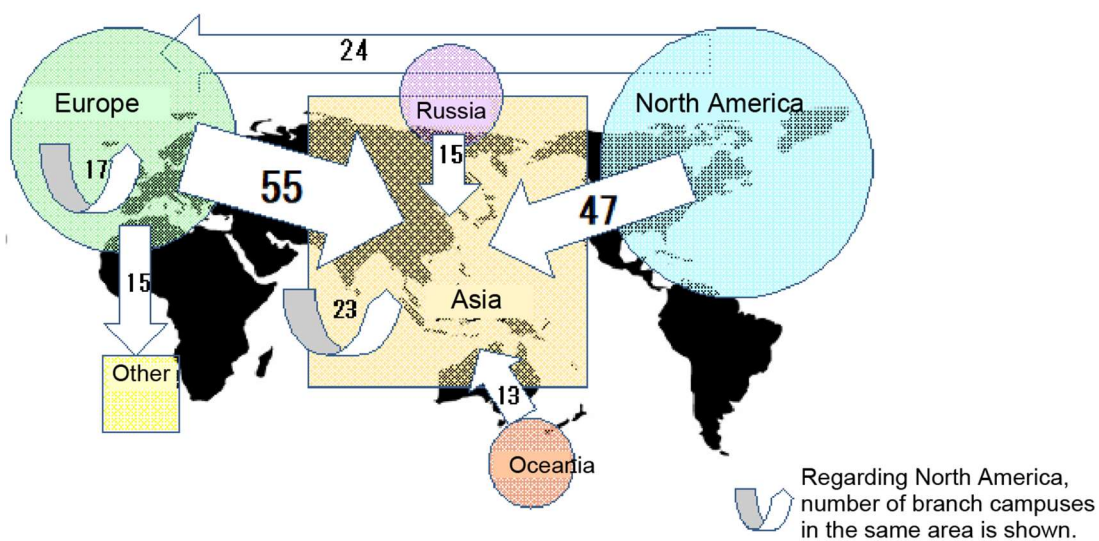 24
Europe
Russia
North America
17
55
15
47
15
23
Asia
Other
13
Oceania
Regarding North America,
number of branch campuses
in the same area is shown.